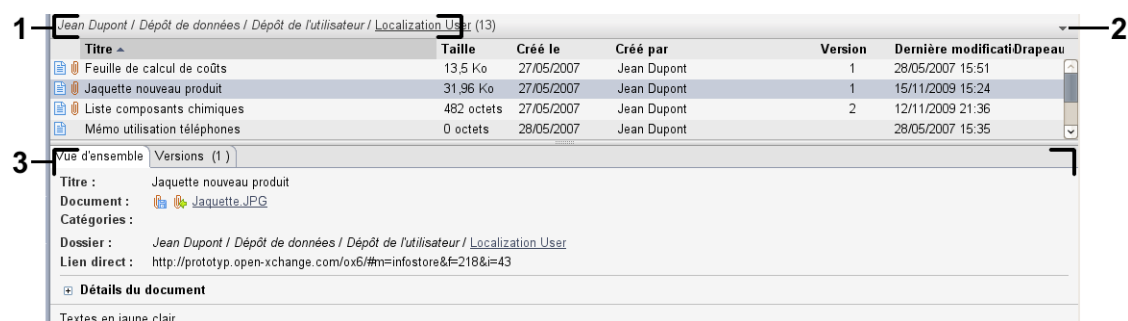 1 Jean Dupont / Dépôt de données / Dépôt de l'utilisateur / Localization User (13) 2
Titre Taille Créé le Créé par Version Dernière modificati Drapeau
Feuille de calcul de coûts 13,5 Ko 27/05/2007 Jean Dupont 1 28/05/2007 15:51
Jaquette nouveau produit 31,96 Ko 27/05/2007 Jean Dupont 1 15/11/2009 15:24
Liste composants chimiques 482 octets 27/05/2007 Jean Dupont 2 12/11/2009 21:36
Mémo utilisation téléphones 0 octets 28/05/2007 Jean Dupont 28/05/2007 15:35
3 Vue d'ensemble Versions (1)
Titre : Jaquette nouveau produit
Document : Jaquette.JPG
Catégories :
Dossier : Jean Dupont / Dépôt de données / Dépôt de l'utilisateur / Localization User
Lien direct : http://prototyp.open-xchange.com/ox6/#m=infostore&f=218&i=43
Détails du document
Textes en jaune clair